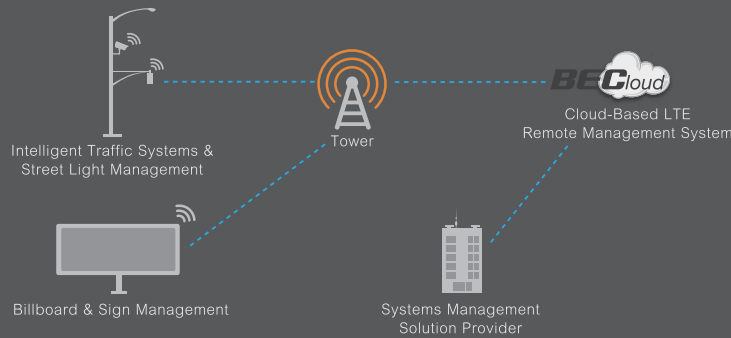 BECloud
Cloud-Based LTE
Remote Management System
Tower
Intelligent Traffic Systems &
Street Light Management
Billboard & Sign Management
Systems Management
Solution Provider